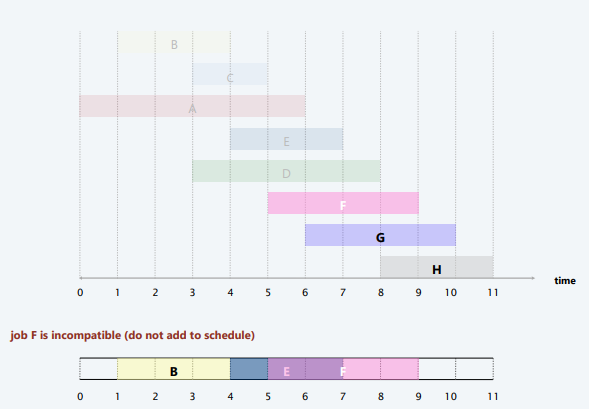 B
C
A
E
D
F
G
H
time
0 1 2 3 4 5 6 7 8 9 10 11
job F is incompatible (do not add to schedule)
B E F
0 1 2 3 4 5 6 7 8 9 10 11